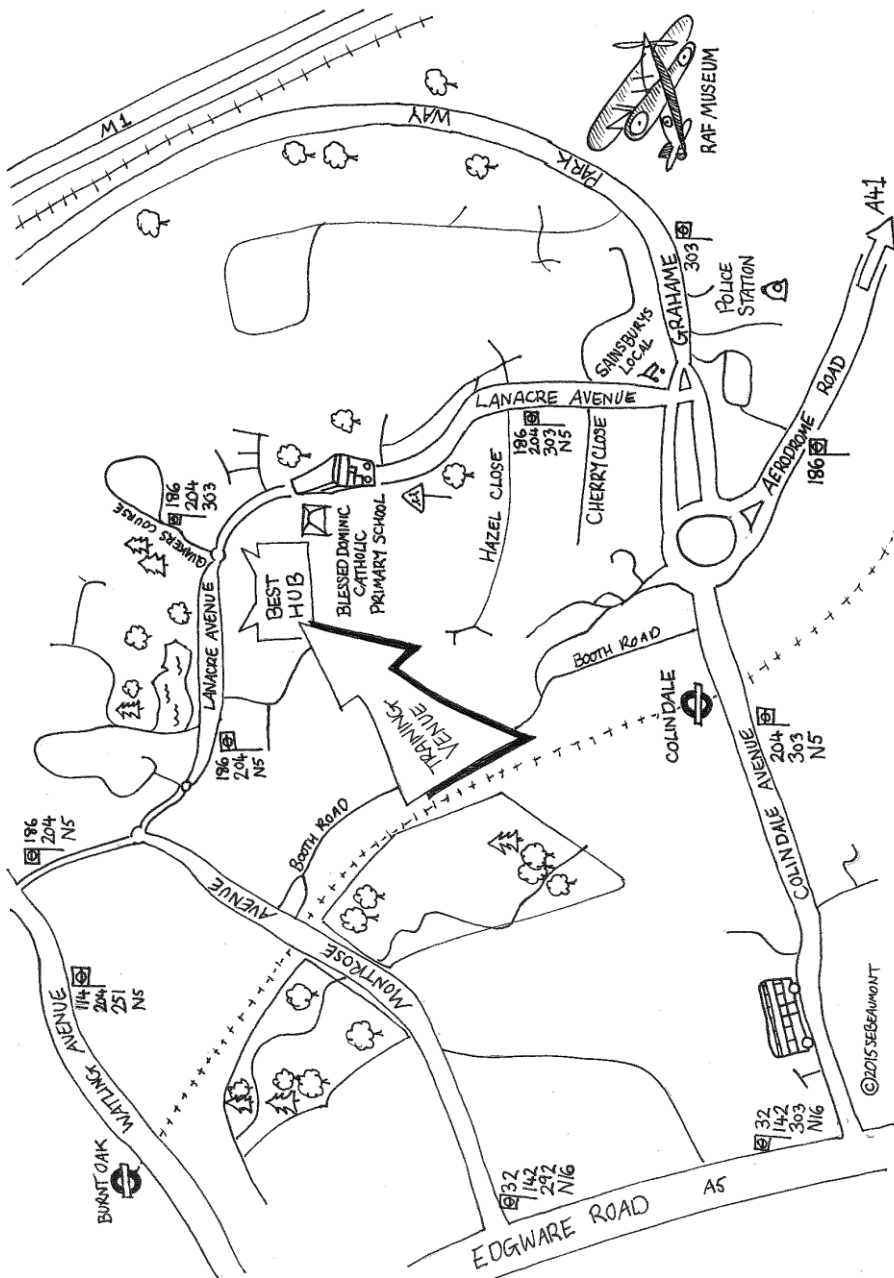 M1
WAY
PARK
GRAHAME
RAF MUSEUM
A41
303
POLICE
STATION
SAINSBURYS
LOCAL
AERODROME ROAD
186
LANACRE AVENUE
186
204
303
N5
CHERRY CLOSE
HAZEL CLOSE
QUAKERS COURSE
186
204
303
BEST
HUB
BLESSED DOMINIC
CATHOLIC
PRIMARY SCHOOL
LANACRE AVENUE
TRAINING
VENUE
BOOTH ROAD
COLINDALE
204
303
N5
COLINDALE AVENUE
186
204
N5
186
204
N5
BOOTH ROAD
MONTROSE
AVENUE
114
204
251
N5
WATLING AVENUE
BURNT OAK
32
142
292
N16
32
142
303
N16
EDGWARE ROAD A5
©2015SEBEAUMONT